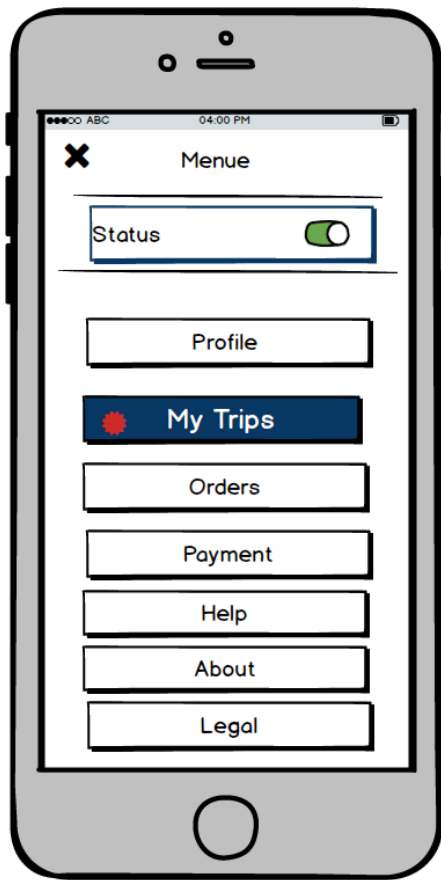 ABC 04:00 PM
Menue
Status
Profile
My Trips
Orders
Payment
Help
About
Legal